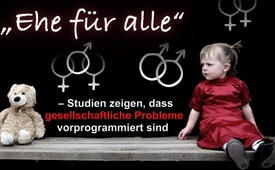 „Ehe für alle“
– Studien zeigen, dass
gesellschaftliche Probleme
vorprogrammiert sind